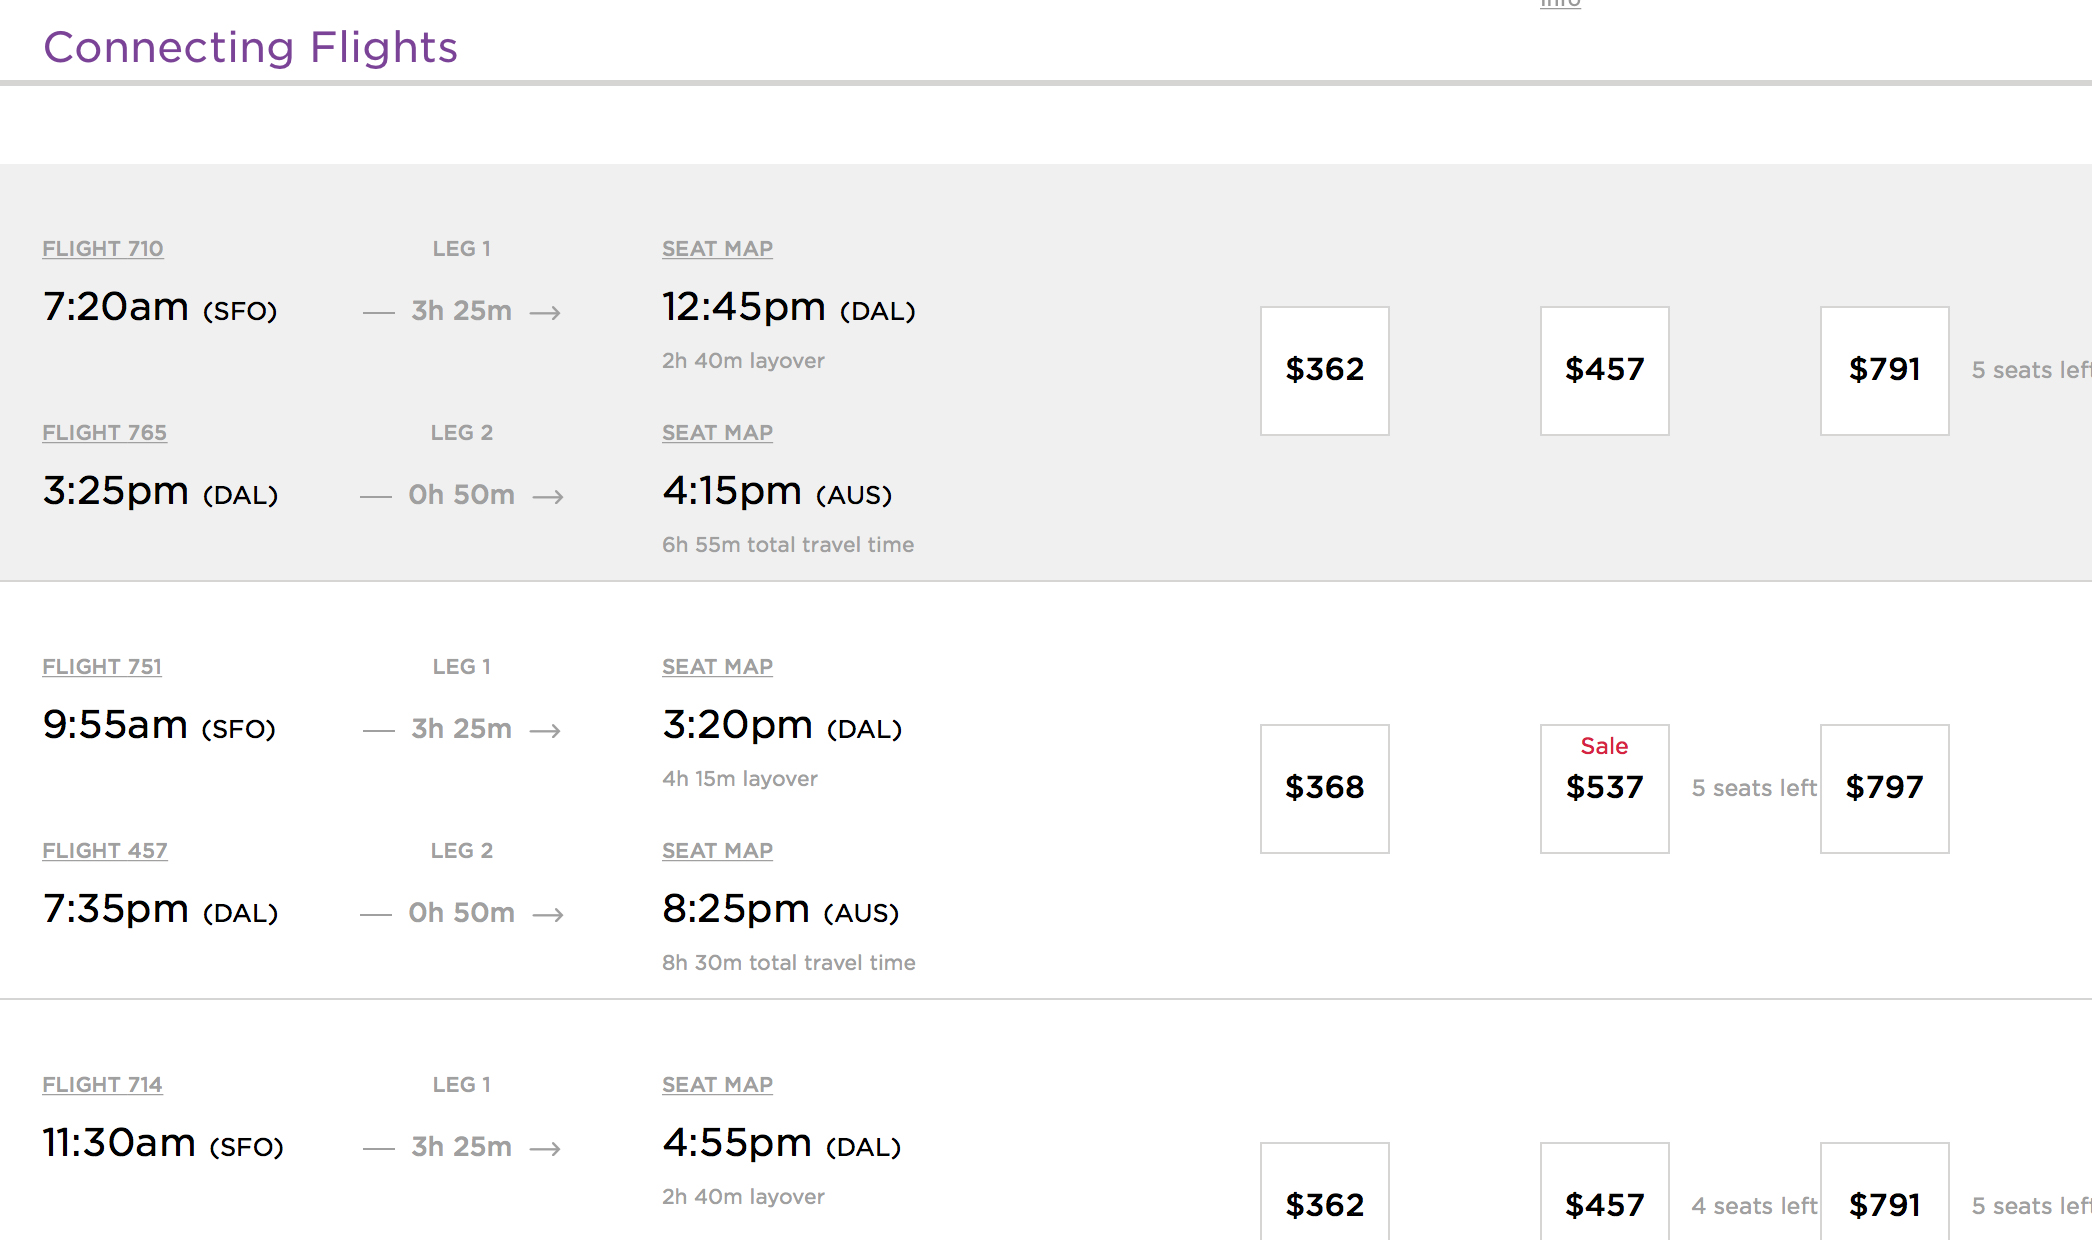 Connecting Flights
FLIGHT 710 LEG 1 SEAT MAP
7:20am (SFO) — 3h 25m → 12:45pm (DAL)
2h 40m layover
$362 $457 $791 5 seats left
FLIGHT 765 LEG 2 SEAT MAP
3:25pm (DAL) — 0h 50m → 4:15pm (AUS)
6h 55m total travel time
FLIGHT 751 LEG 1 SEAT MAP
9:55am (SFO) — 3h 25m → 3:20pm (DAL)
4h 15m layover
Sale
$368 $537 5 seats left $797
FLIGHT 457 LEG 2 SEAT MAP
7:35pm (DAL) — 0h 50m → 8:25pm (AUS)
8h 30m total travel time
FLIGHT 714 LEG 1 SEAT MAP
11:30am (SFO) — 3h 25m → 4:55pm (DAL)
2h 40m layover
$362 $457 4 seats left $791 5 seats left